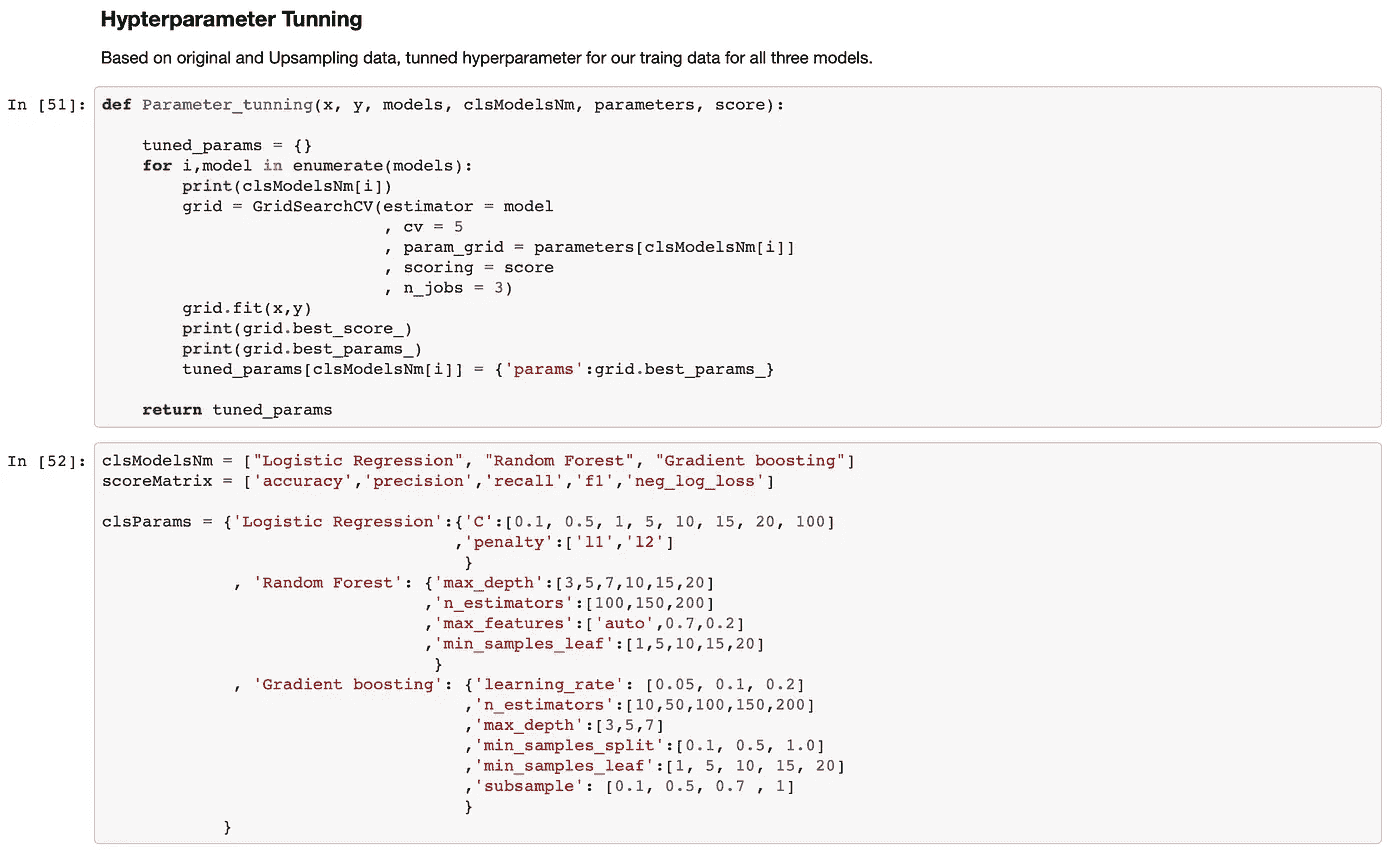 Hypterparameter Tunning
Based on original and Upsampling data, tunned hyperparameter for our traing data for all three models.
In [51]: def Parameter_tunning(x, y, models, clsModelsNm, parameters, score):
tuned_params = {}
for i,model in enumerate(models):
print(clsModelsNm[i])
grid = GridSearchCV(estimator = model
, cv = 5
, param_grid = parameters[clsModelsNm[i]]
, scoring = score
, n_jobs = 3)
grid.fit(x,y)
print(grid.best_score_)
print(grid.best_params_)
tuned_params[clsModelsNm[i]] = {'params':grid.best_params_}
return tuned_params
In [52]: clsModelsNm = ["Logistic Regression", "Random Forest", "Gradient boosting"]
scoreMatrix = ['accuracy','precision','recall','f1','neg_log_loss']
clsParams = {'Logistic Regression':{'C':[0.1, 0.5, 1, 5, 10, 15, 20, 100]
,'penalty':['l1','l2']
}
, 'Random Forest': {'max_depth':[3,5,7,10,15,20]
,'n_estimators':[100,150,200]
,'max_features':['auto',0.7,0.2]
,'min_samples_leaf':[1,5,10,15,20]
}
, 'Gradient boosting': {'learning_rate': [0.05, 0.1, 0.2]
,'n_estimators':[10,50,100,150,200]
,'max_depth':[3,5,7]
,'min_samples_split':[0.1, 0.5, 1.0]
,'min_samples_leaf':[1, 5, 10, 15, 20]
,'subsample': [0.1, 0.5, 0.7 , 1]
}
}